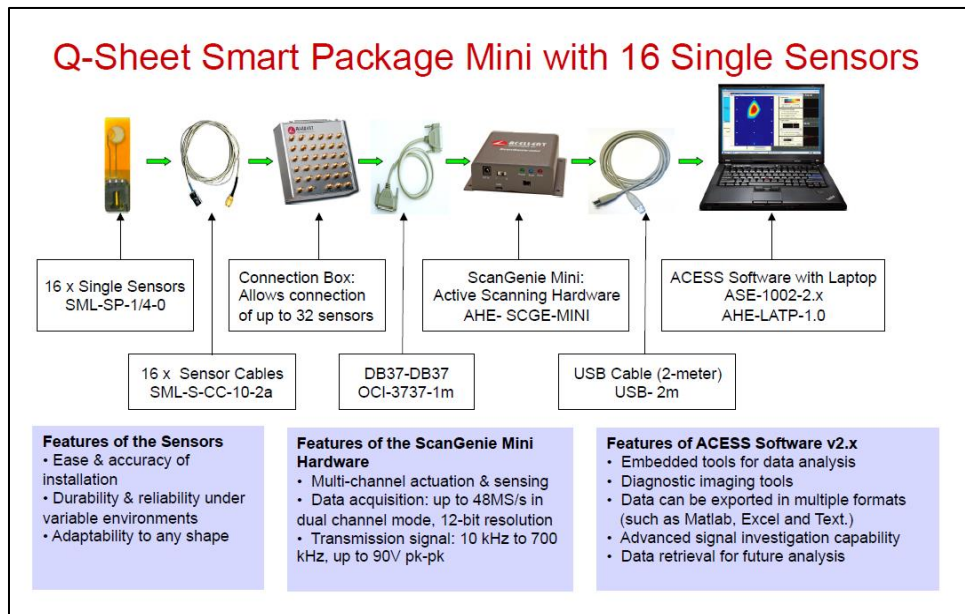 Q-Sheet Smart Package Mini with 16 Single Sensors
ACELLENT
16 x Single Sensors
SML-SP-1/4-0
Connection Box:
Allows connection
of up to 32 sensors
ScanGenie Mini:
Active Scanning Hardware
AHE- SCGE-MINI
ACESS Software with Laptop
ASE-1002-2.x
AHE-LATP-1.0
16 x  Sensor Cables
SML-S-CC-10-2a
DB37-DB37
OCI-3737-1m
USB Cable (2-meter)
USB- 2m
Features of the Sensors
• Ease & accuracy of
installation
• Durability & reliability under
variable environments
• Adaptability to any shape
Features of the ScanGenie Mini
Hardware
• Multi-channel actuation & sensing
• Data acquisition: up to 48MS/s in
dual channel mode, 12-bit resolution
• Transmission signal: 10 kHz to 700
kHz, up to 90V pk-pk
Features of ACESS Software v2.x
• Embedded tools for data analysis
• Diagnostic imaging tools
• Data can be exported in multiple formats
(such as Matlab, Excel and Text.)
• Advanced signal investigation capability
• Data retrieval for future analysis